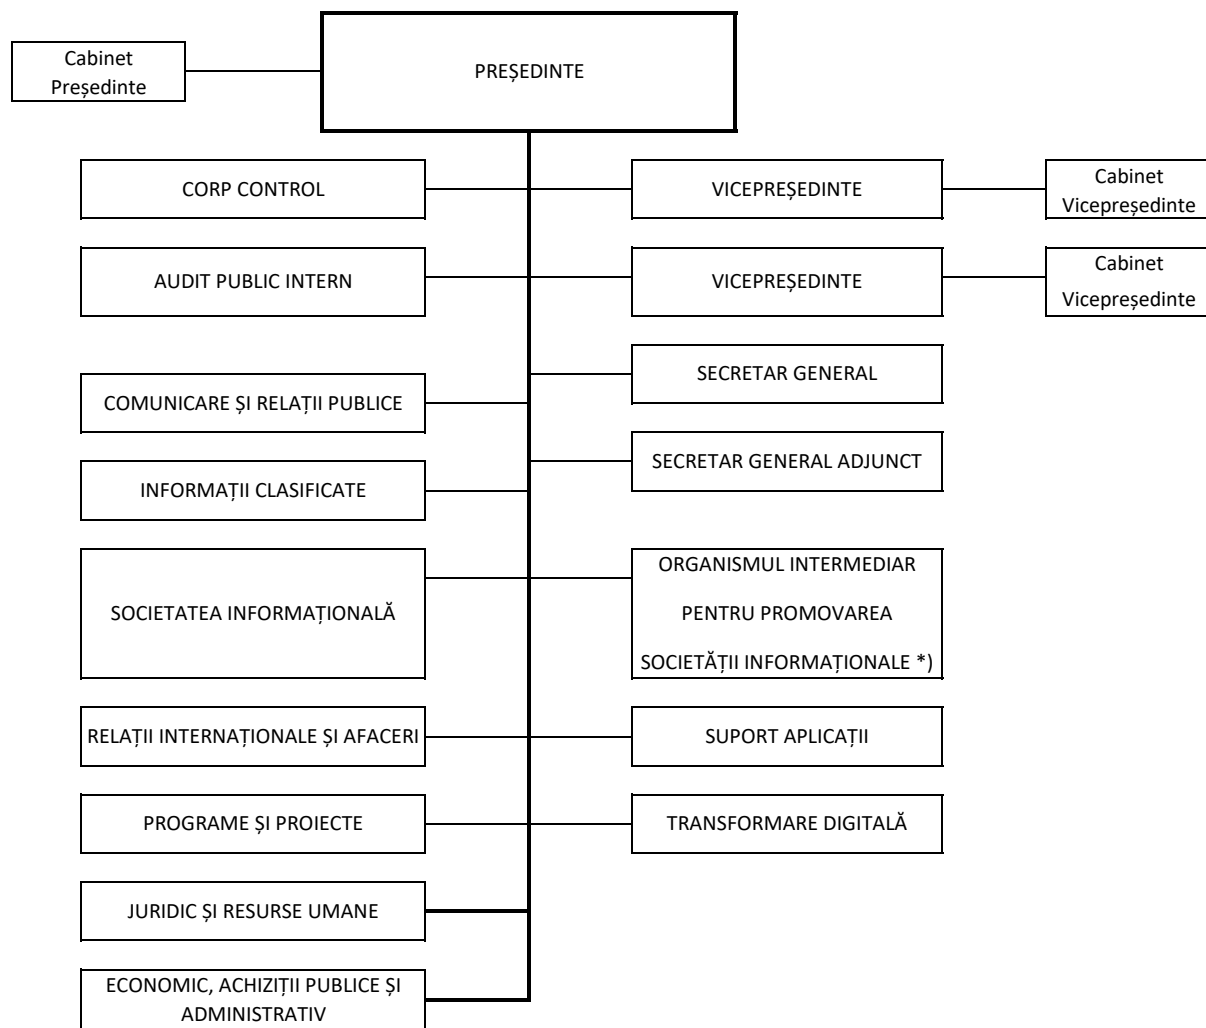 Cabinet
Președinte
PREȘEDINTE
CORP CONTROL
VICEPREȘEDINTE
Cabinet
Vicepreședinte
AUDIT PUBLIC INTERN
VICEPREȘEDINTE
Cabinet
Vicepreședinte
SECRETAR GENERAL
COMUNICARE ȘI RELAȚII PUBLICE
SECRETAR GENERAL ADJUNCT
INFORMAȚII CLASIFICATE
SOCIETATEA INFORMAȚIONALĂ
ORGANISMUL INTERMEDIAR
PENTRU PROMOVAREA
SOCIETĂȚII INFORMAȚIONALE *)
RELAȚII INTERNAȚIONALE ȘI AFACERI
SUPORT APLICAȚII
PROGRAME ȘI PROIECTE
TRANSFORMARE DIGITALĂ
JURIDIC ȘI RESURSE UMANE
ECONOMIC, ACHIZIȚII PUBLICE ȘI
ADMINISTRATIV